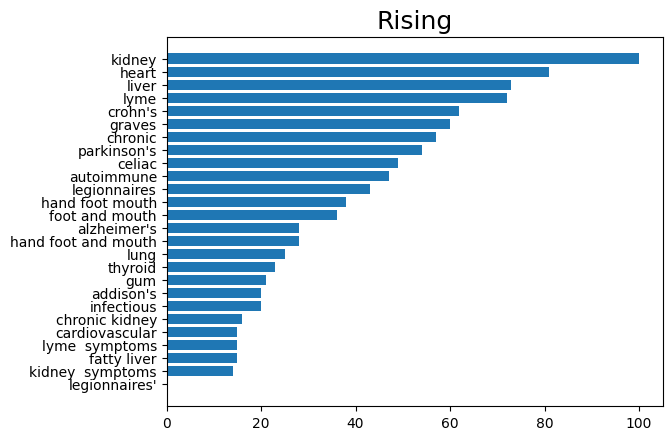 Rising
kidney
heart
liver
lyme
crohn's
graves
chronic
parkinson's
celiac
autoimmune
legionnaires
hand foot mouth
foot and mouth
alzheimer's
hand foot and mouth
lung
thyroid
gum
addison's
infectious
chronic kidney
cardiovascular
lyme  symptoms
fatty liver
kidney  symptoms
legionnaires'
0 20 40 60 80 100